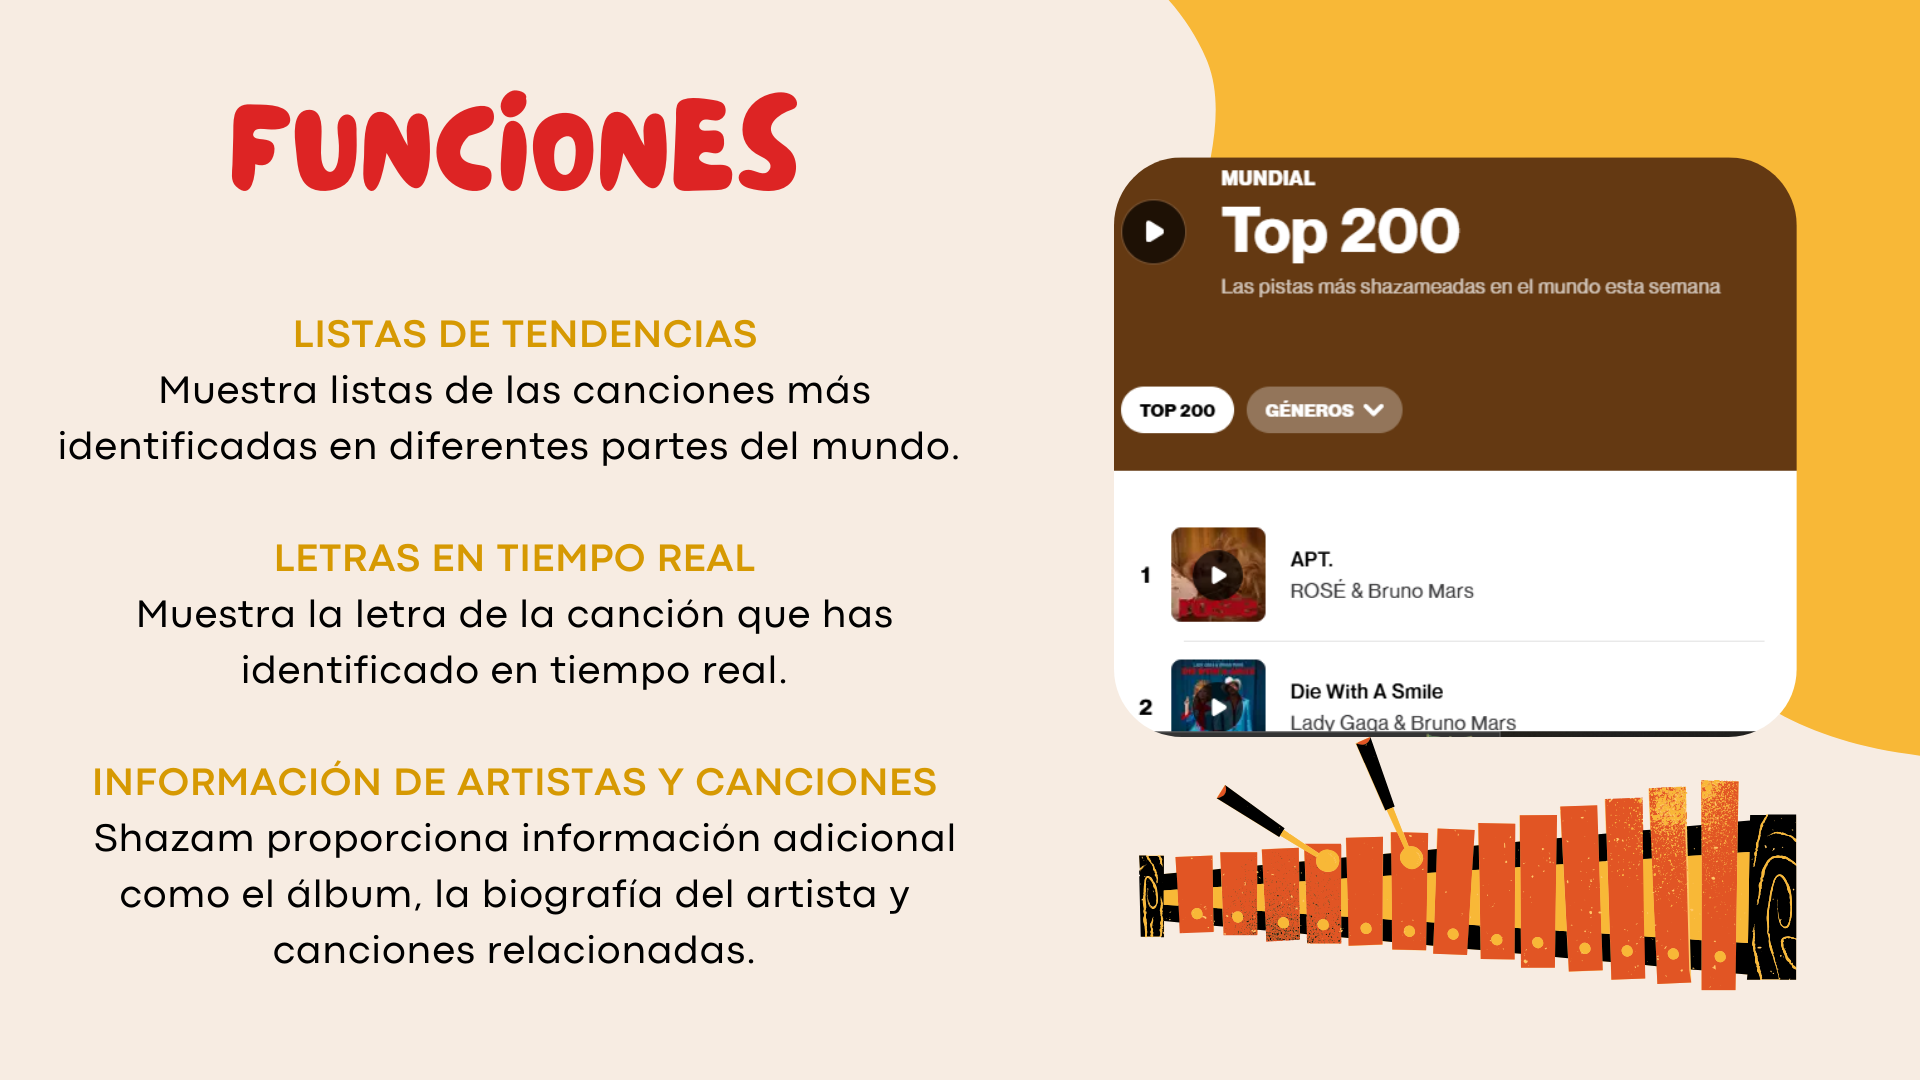 FUNCIONES
LISTAS DE TENDENCIAS
Muestra listas de las canciones más
identificadas en diferentes partes del mundo.
LETRAS EN TIEMPO REAL
Muestra la letra de la canción que has
identificado en tiempo real.
INFORMACIÓN DE ARTISTAS Y CANCIONES
Shazam proporciona información adicional
como el álbum, la biografía del artista y
canciones relacionadas.
MUNDIAL
Top 200
Las pistas más shazameadas en el mundo esta semana
TOP 200 GÉNEROS
1
APT.
ROSÉ & Bruno Mars
2
Die With A Smile
Lady Gaga & Bruno Mars